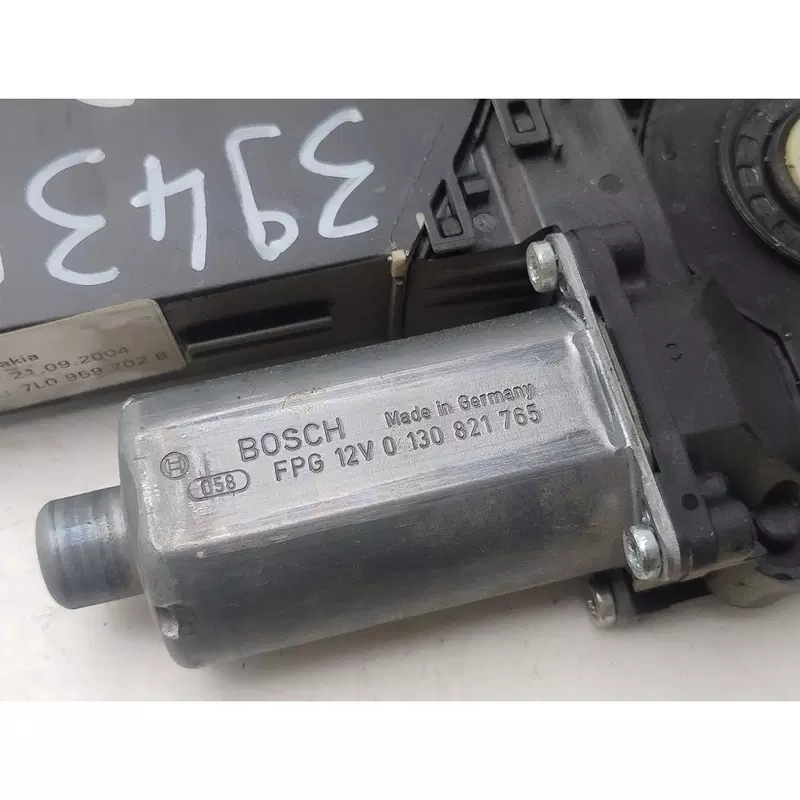 3943
akia
21.09.2004
7L0 959 702 B
BOSCH Made in Germany
058 FPG 12V 0 130 821 765